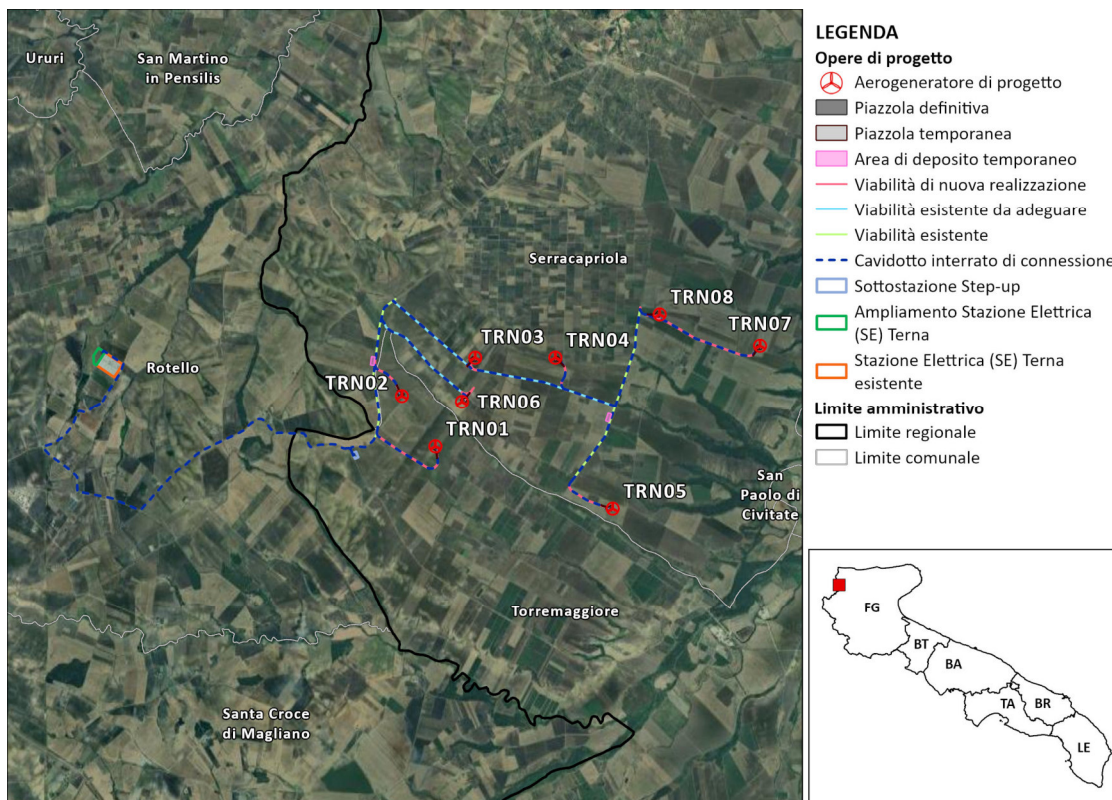 Ururi
San Martino
in Pensilis
Serracapriola
TRN08
TRN07
TRN03
TRN04
Rotello
TRN02
TRN06
TRN01
San
Paolo di
Civitate
TRN05
Torremaggiore
Santa Croce
di Magliano
LEGENDA
Opere di progetto
Aerogeneratore di progetto
Piazzola definitiva
Piazzola temporanea
Area di deposito temporaneo
Viabilità di nuova realizzazione
Viabilità esistente da adeguare
Viabilità esistente
Cavidotto interrato di connessione
Sottostazione Step-up
Ampliamento Stazione Elettrica
(SE) Terna
Stazione Elettrica (SE) Terna
esistente
Limite amministrativo
Limite regionale
Limite comunale
FG
BT
BA
TA
BR
LE